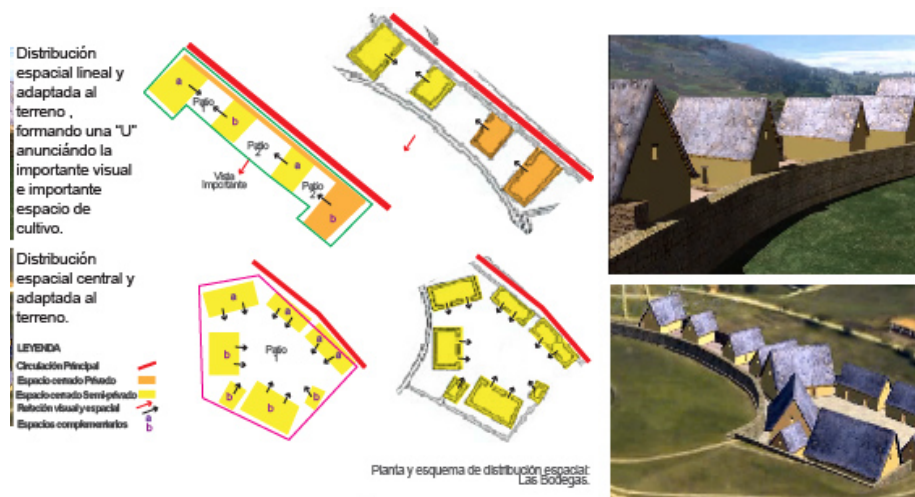 Distribución
espacial lineal y
adaptada al
terreno ,
formando una "U"
anunciándo la
importante visual
e importante
espacio de
cultivo.
a
Patio
1
b
Patio
2
a
Vista
Importante
Patio
2
b
Distribución
espacial central y
adaptada al
terreno.
a
a
a
a
b
Patio
1
b
b
b
LEYENDA
Circulación Principal
Espacio cerrado Privado
Espacio cerrado Semi-privado
Relación visual y espacial
Espacios complementarios
a
b
Planta y esquema de distribución espacial:
Las Bodegas.